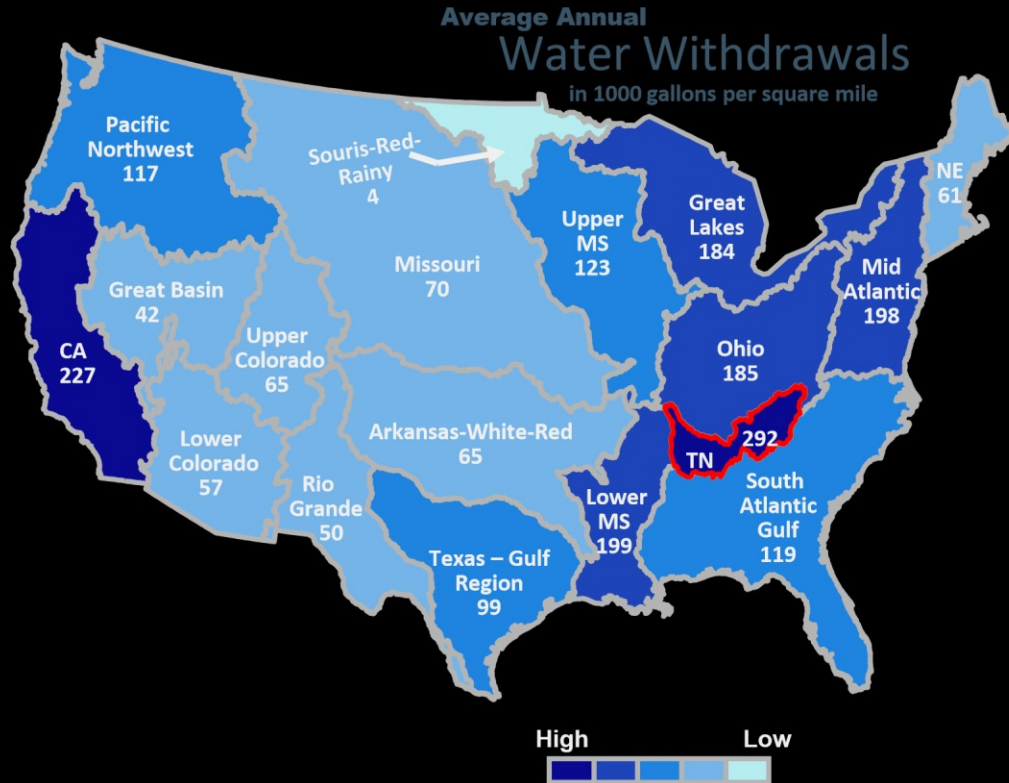 Average Annual
Water Withdrawals
in 1000 gallons per square mile
Pacific
Northwest
117
Souris-Red-
Rainy
4
NE
61
Great
Lakes
184
Upper
MS
123
Missouri
70
Mid
Atlantic
198
Great Basin
42
Upper
Colorado
65
CA
227
Ohio
185
Arkansas-White-Red
65
292
TN
Lower
Colorado
57
Rio
Grande
50
Lower
MS
199
South
Atlantic
Gulf
119
Texas – Gulf
Region
99
High Low